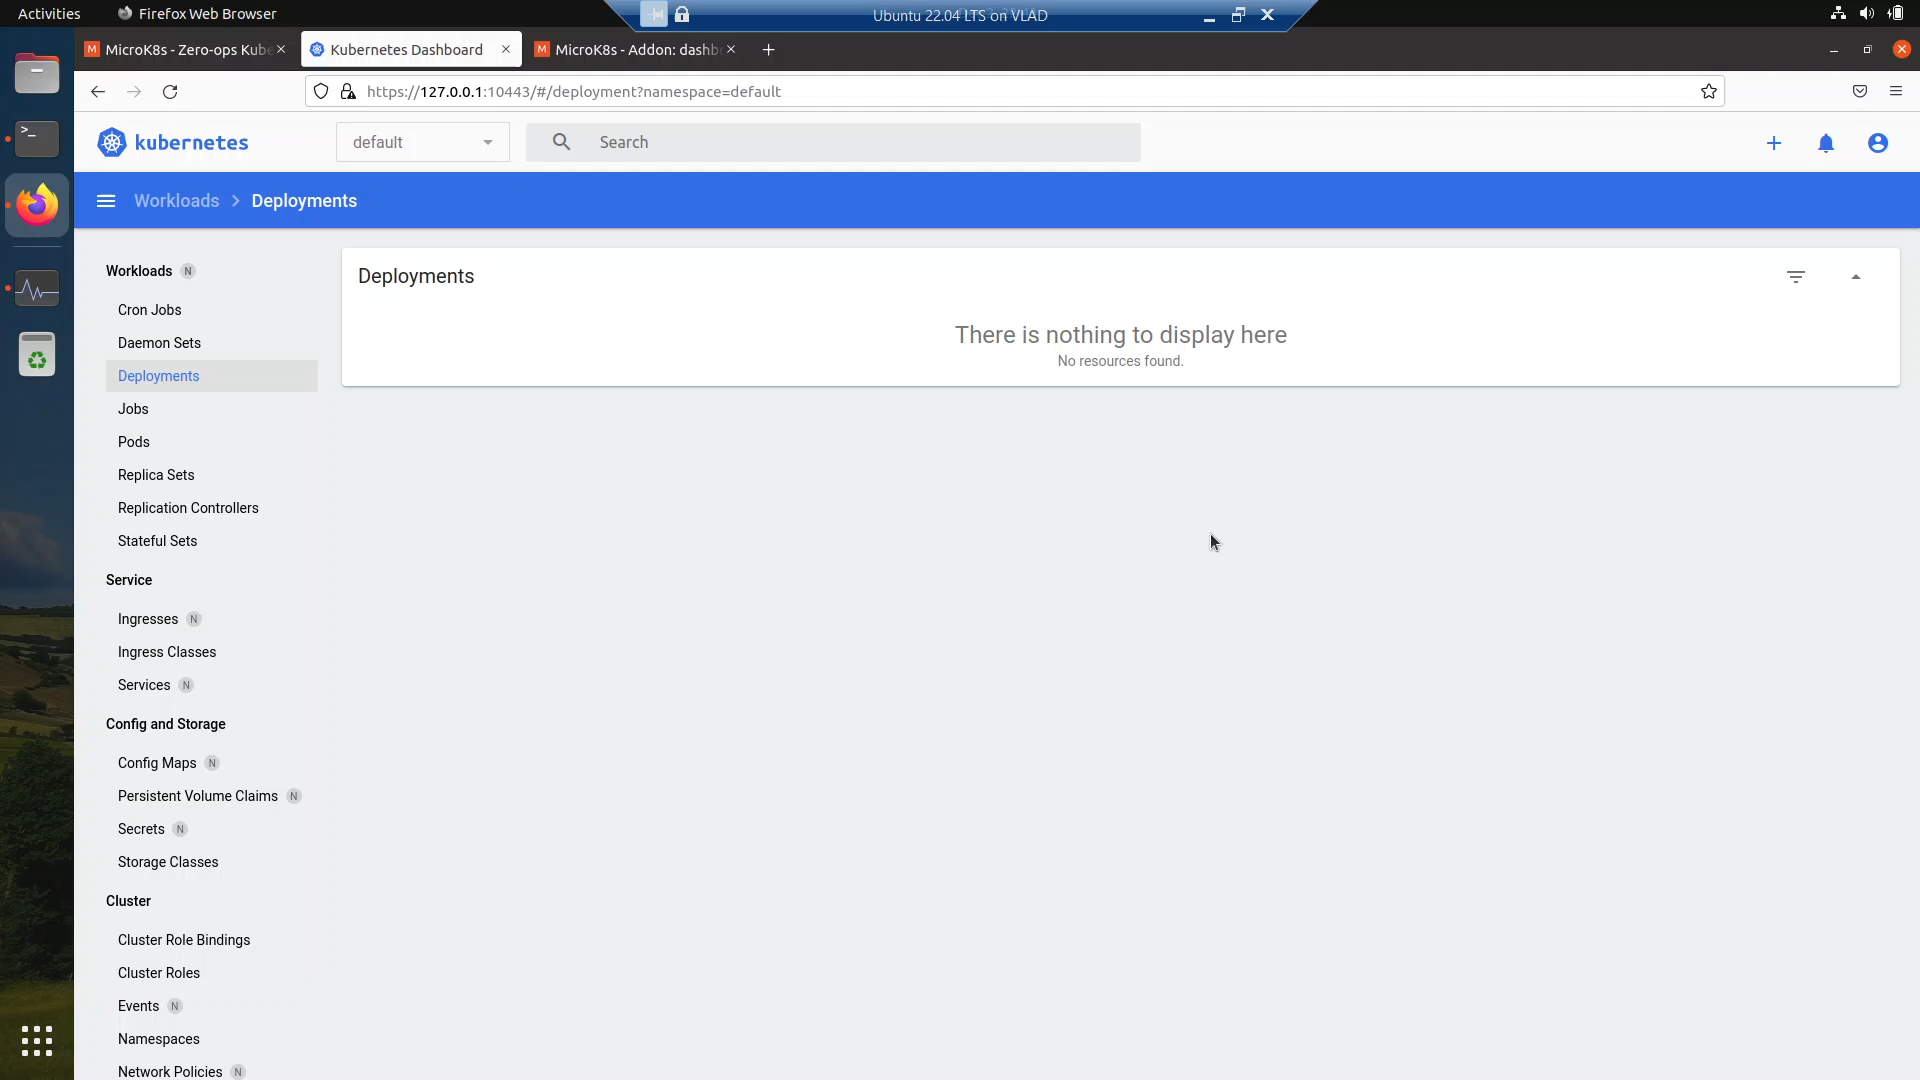 Activities
Firefox Web Browser
Ubuntu 22.04 LTS on VLAD
MicroK8s - Zero-ops Kube
Kubernetes Dashboard
MicroK8s - Addon: dashb
https://127.0.0.1:10443/#/deployment?namespace=default
kubernetes
default
Search
Workloads
Deployments
Workloads N
Cron Jobs
Daemon Sets
Deployments
Jobs
Pods
Replica Sets
Replication Controllers
Stateful Sets
Service
Ingresses N
Ingress Classes
Services N
Config and Storage
Config Maps N
Persistent Volume Claims N
Secrets N
Storage Classes
Cluster
Cluster Role Bindings
Cluster Roles
Events N
Namespaces
Network Policies N
Deployments
There is nothing to display here
No resources found.